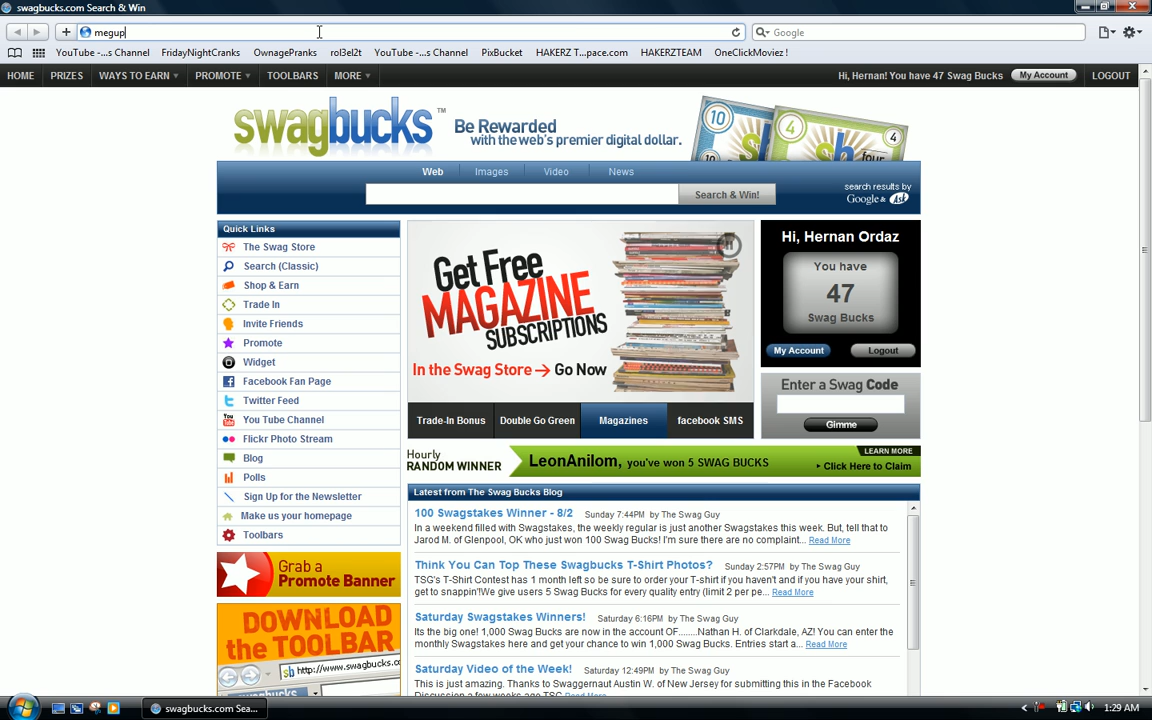 swagbucks.com Search & Win
megup
Google
YouTube -...s Channel FridayNightCranks OwnagePranks rol3el2t YouTube -...s Channel PixBucket HAKERZ T...pace.com HAKERZTEAM OneClickMoviez !
HOME PRIZES WAYS TO EARN PROMOTE TOOLBARS MORE Hi, Hernan! You have 47 Swag Bucks My Account LOGOUT
swagbucks™ Be Rewarded
with the web's premier digital dollar.
10 4 4
10 sb four
Web Images Video News
Search & Win!
search results by
Google & Ask
Quick Links
The Swag Store
Search (Classic)
Shop & Earn
Trade In
Invite Friends
Promote
Widget
Facebook Fan Page
Twitter Feed
You Tube Channel
Flickr Photo Stream
Blog
Polls
Sign Up for the Newsletter
Make us your homepage
Toolbars
Grab a
Promote Banner
DOWNLOAD
the TOOLBAR
sb http://www.swagbucks.co
Get Free
MAGAZINE
SUBSCRIPTIONS
In the Swag Store → Go Now
Trade-In Bonus Double Go Green Magazines facebook SMS
Hi, Hernan Ordaz
You have
47
Swag Bucks
My Account Logout
Enter a Swag Code
Gimme
Hourly
RANDOM WINNER
LeonAnilom, you've won 5 SWAG BUCKS
LEARN MORE
Click Here to Claim
Latest from The Swag Bucks Blog
100 Swagstakes Winner - 8/2 Sunday 7:44PM by The Swag Guy
In a weekend filled with Swagstakes, the weekly regular is just another Swagstakes this week. But, tell that to
Jarod M. of Glenpool, OK who just won 100 Swag Bucks! I'm sure there are no complaint... Read More
Think You Can Top These Swagbucks T-Shirt Photos? Sunday 2:57PM by The Swag Guy
TSG's T-Shirt Contest has 1 month left so be sure to order your T-shirt if you haven't and if you have your shirt,
get to snappin'!We give users 5 Swag Bucks for every quality entry (limit 2 per pe... Read More
Saturday Swagstakes Winners! Saturday 6:16PM by The Swag Guy
Its the big one! 1,000 Swag Bucks are now in the account OF.......Nathan H. of Clarkdale, AZ! You can enter the
monthly Swagstakes here and get your chance to win 1,000 Swag Bucks. Entries start a... Read More
Saturday Video of the Week! Saturday 12:49PM by The Swag Guy
This is just amazing. Thanks to Swaggernaut Austin W. of New Jersey for submitting this in the Facebook
Discussion a few weeks ago TSG Read More
swagbucks.com Sea...
1:29 AM